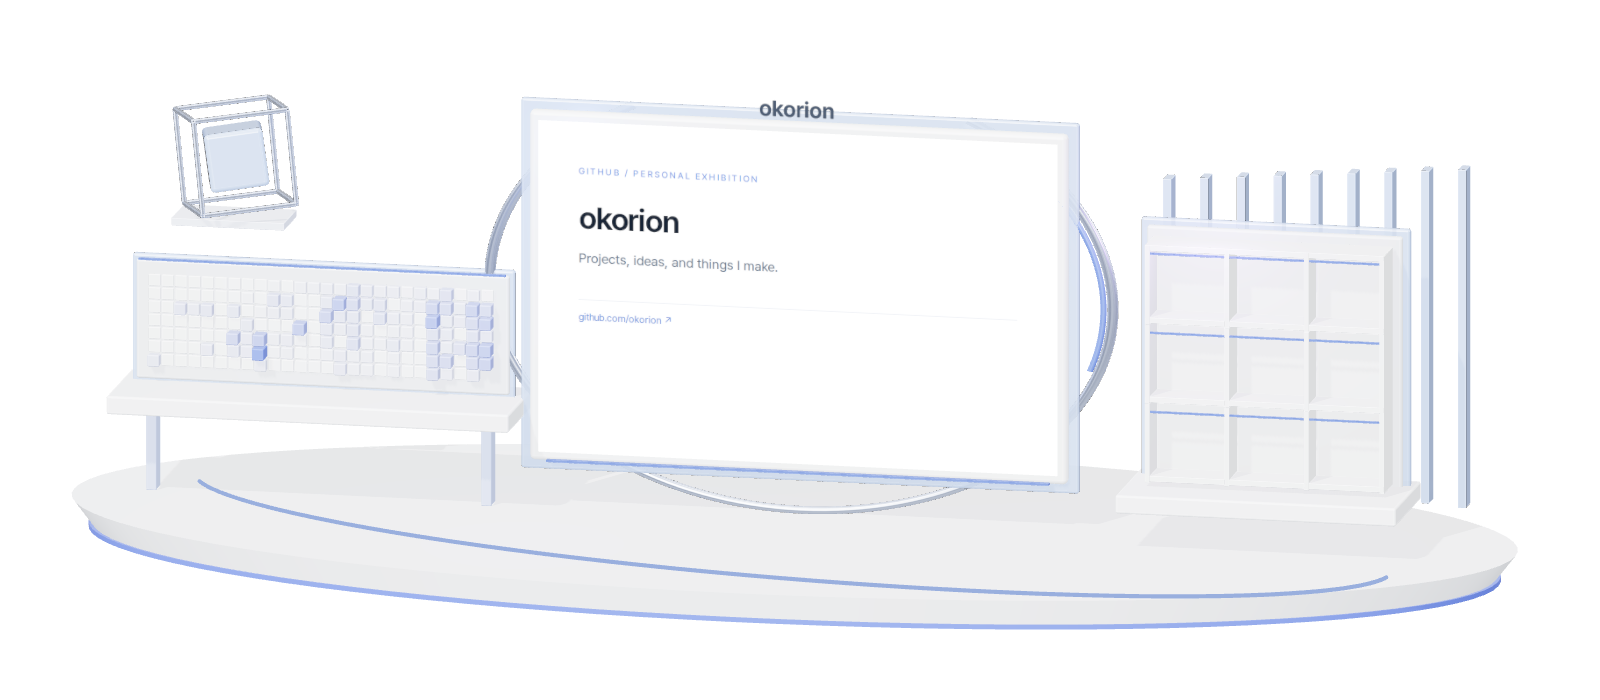 okorion
GITHUB / PERSONAL EXHIBITION
okorion
Projects, ideas, and things I make.
github.com/okorion ↗